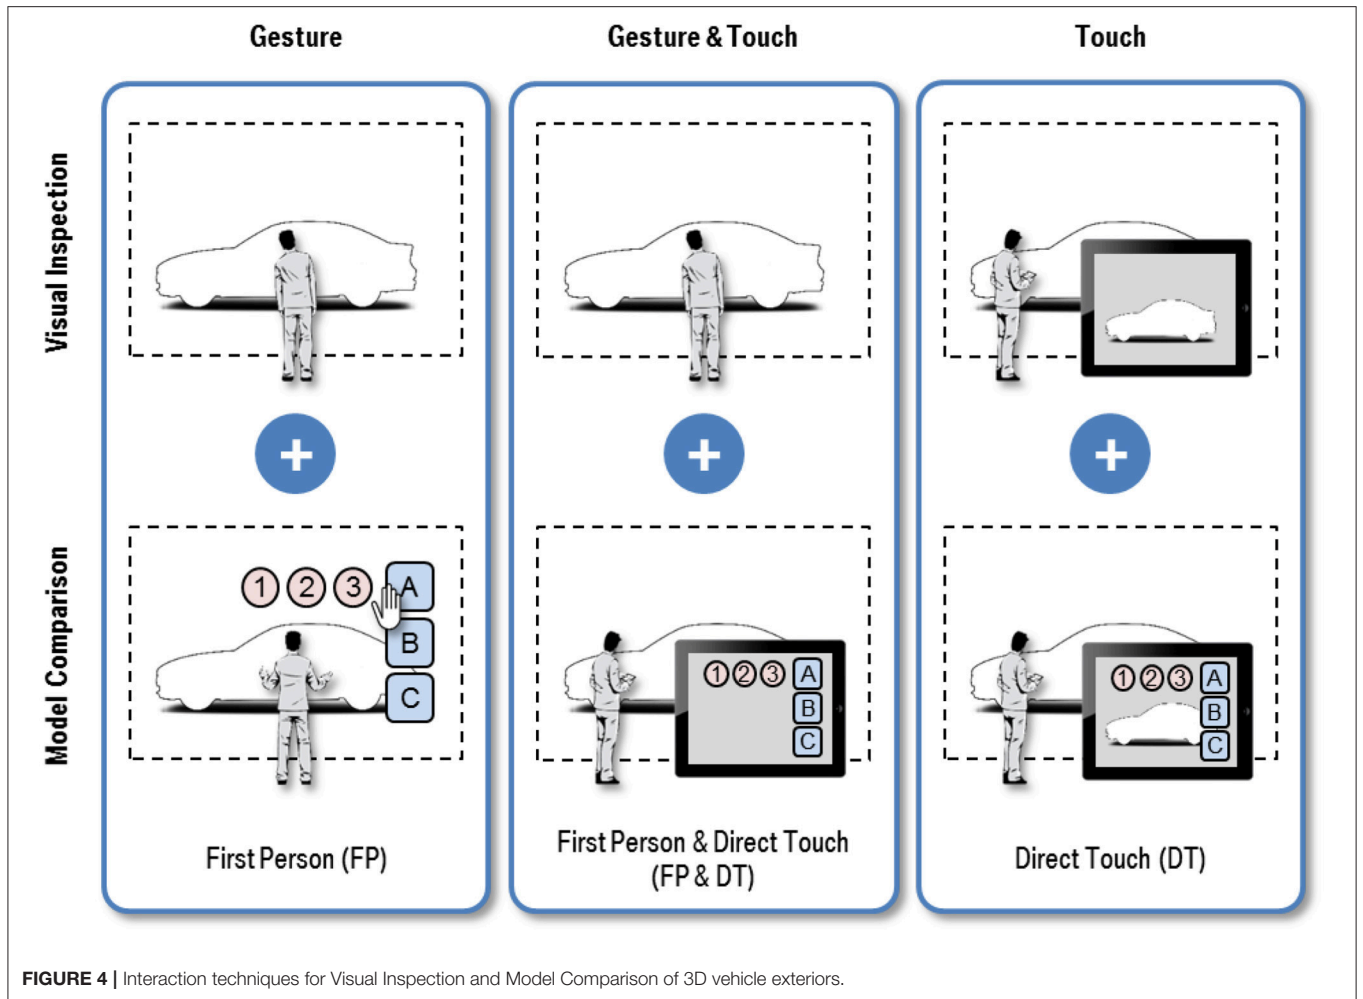 Gesture
Gesture & Touch
Touch
Visual Inspection
Model Comparison
1 2 3 A
B
C
1 2 3 A
B
C
1 2 3 A
B
C
First Person (FP)
First Person & Direct Touch
(FP & DT)
Direct Touch (DT)
FIGURE 4 | Interaction techniques for Visual Inspection and Model Comparison of 3D vehicle exteriors.